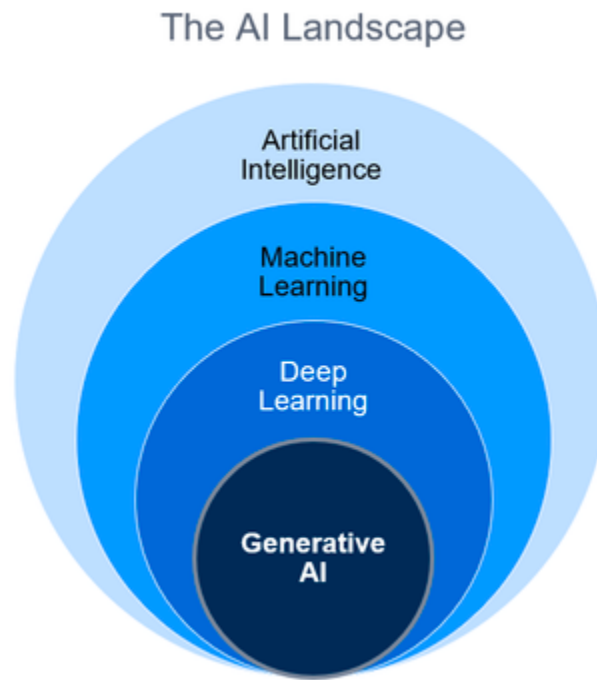 The AI Landscape
Artificial
Intelligence
Machine
Learning
Deep
Learning
Generative
AI